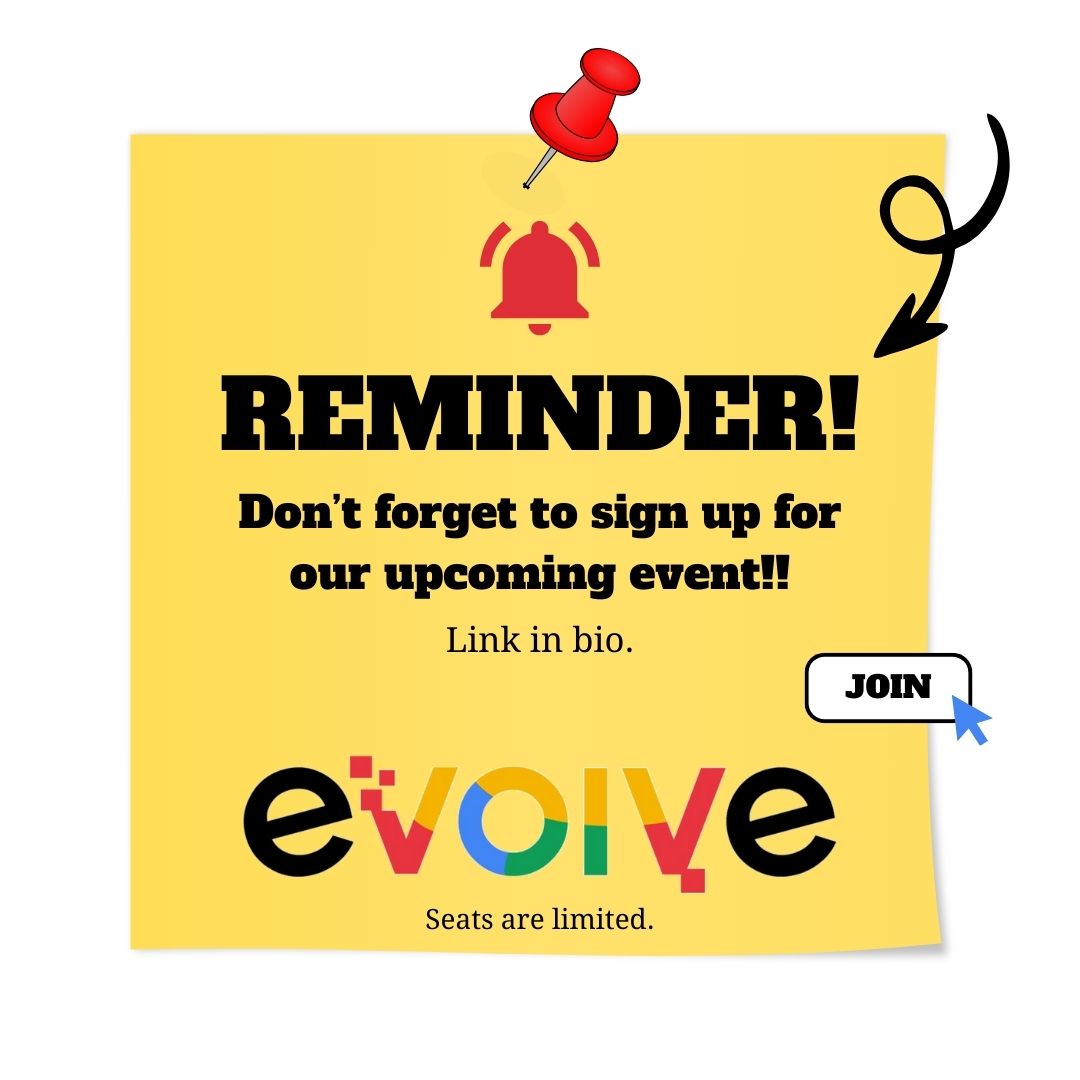 REMINDER!
Don’t forget to sign up for
our upcoming event!!
Link in bio.
JOIN
evolve
Seats are limited.